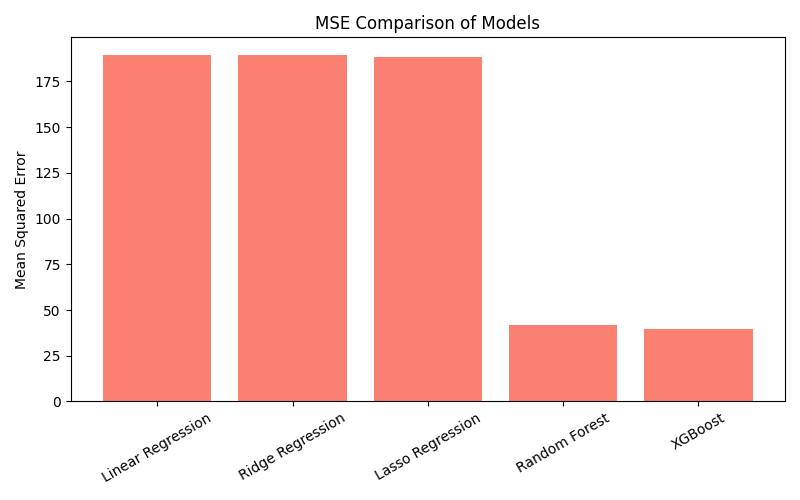 MSE Comparison of Models
Mean Squared Error
175
150
125
100
75
50
25
0
Linear Regression
Ridge Regression
Lasso Regression
Random Forest
XGBoost